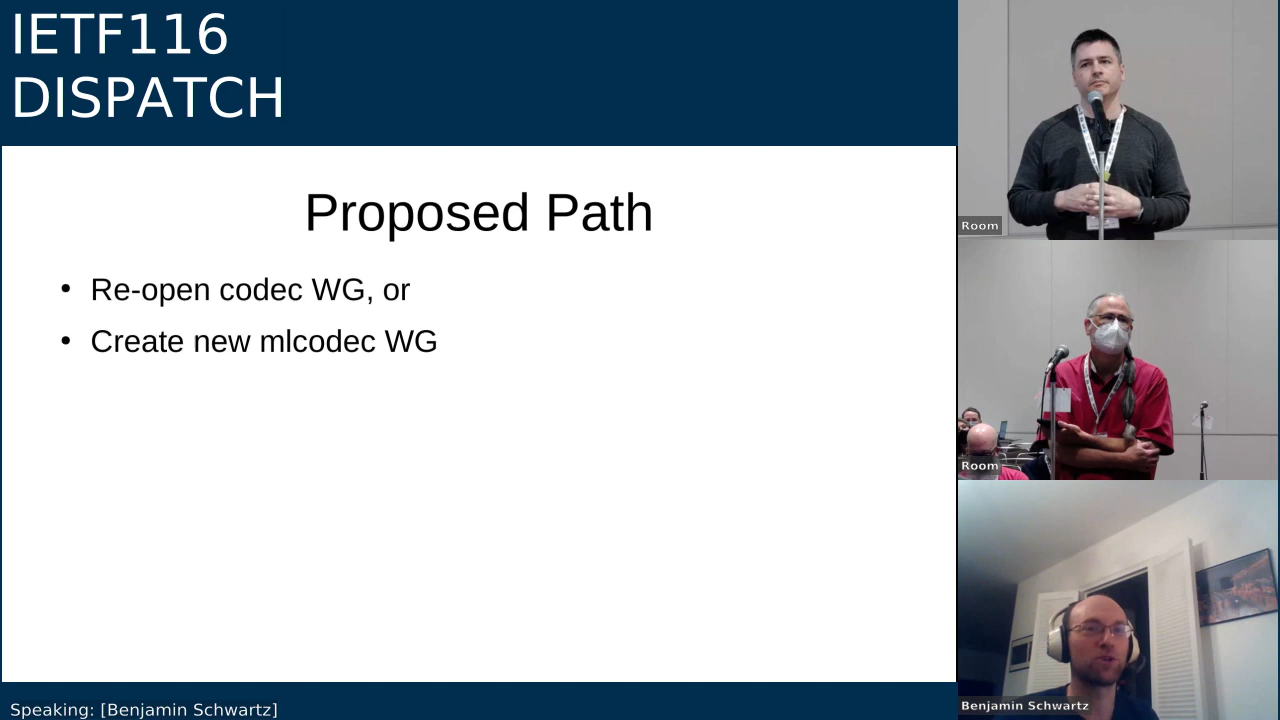 IETF116
DISPATCH
Proposed Path
• Re-open codec WG, or
• Create new mlcodec WG
Room
Room
Benjamin Schwartz
Speaking: [Benjamin Schwartz]